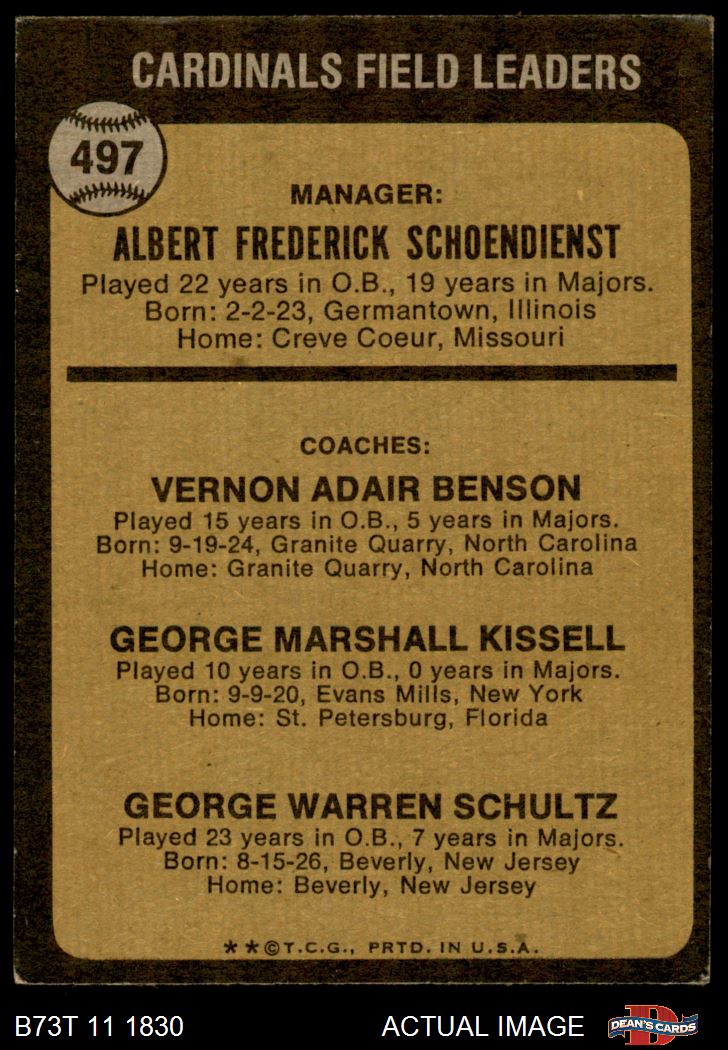 CARDINALS FIELD LEADERS
497
MANAGER:
ALBERT FREDERICK SCHOENDIENST
Played 22 years in O.B., 19 years in Majors.
Born: 2-2-23, Germantown, Illinois
Home: Creve Coeur, Missouri
COACHES:
VERNON ADAIR BENSON
Played 15 years in O.B., 5 years in Majors.
Born: 9-19-24, Granite Quarry, North Carolina
Home: Granite Quarry, North Carolina
GEORGE MARSHALL KISSELL
Played 10 years in O.B., 0 years in Majors.
Born: 9-9-20, Evans Mills, New York
Home: St. Petersburg, Florida
GEORGE WARREN SCHULTZ
Played 23 years in O.B., 7 years in Majors.
Born: 8-15-26, Beverly, New Jersey
Home: Beverly, New Jersey
**©T.C.G., PRTD. IN U.S.A.
B73T 11 1830 ACTUAL IMAGE D DEAN'S CARDS